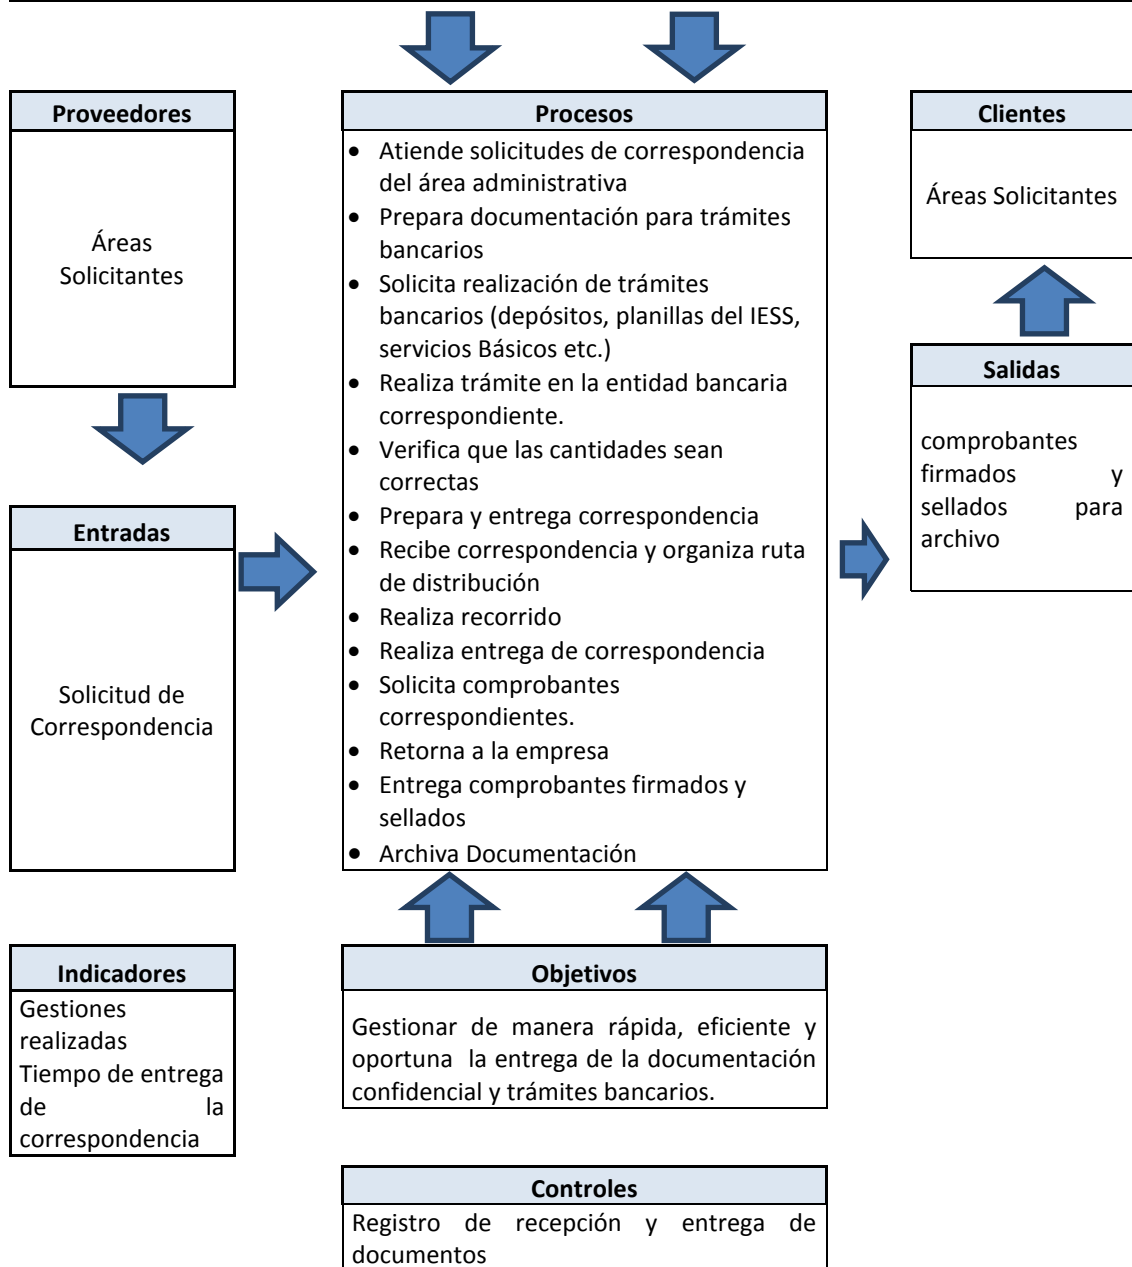 Proveedores
Áreas
Solicitantes
Entradas
Solicitud de
Correspondencia
Indicadores
Gestiones
realizadas
Tiempo de entrega
de la
correspondencia
Procesos
• Atiende solicitudes de correspondencia
del área administrativa
• Prepara documentación para trámites
bancarios
• Solicita realización de trámites
bancarios (depósitos, planillas del IESS,
servicios Básicos etc.)
• Realiza trámite en la entidad bancaria
correspondiente.
• Verifica que las cantidades sean
correctas
• Prepara y entrega correspondencia
• Recibe correspondencia y organiza ruta
de distribución
• Realiza recorrido
• Realiza entrega de correspondencia
• Solicita comprobantes
correspondientes.
• Retorna a la empresa
• Entrega comprobantes firmados y
sellados
• Archiva Documentación
Objetivos
Gestionar de manera rápida, eficiente y
oportuna la entrega de la documentación
confidencial y trámites bancarios.
Controles
Registro de recepción y entrega de
documentos
Clientes
Áreas Solicitantes
Salidas
comprobantes
firmados y
sellados para
archivo